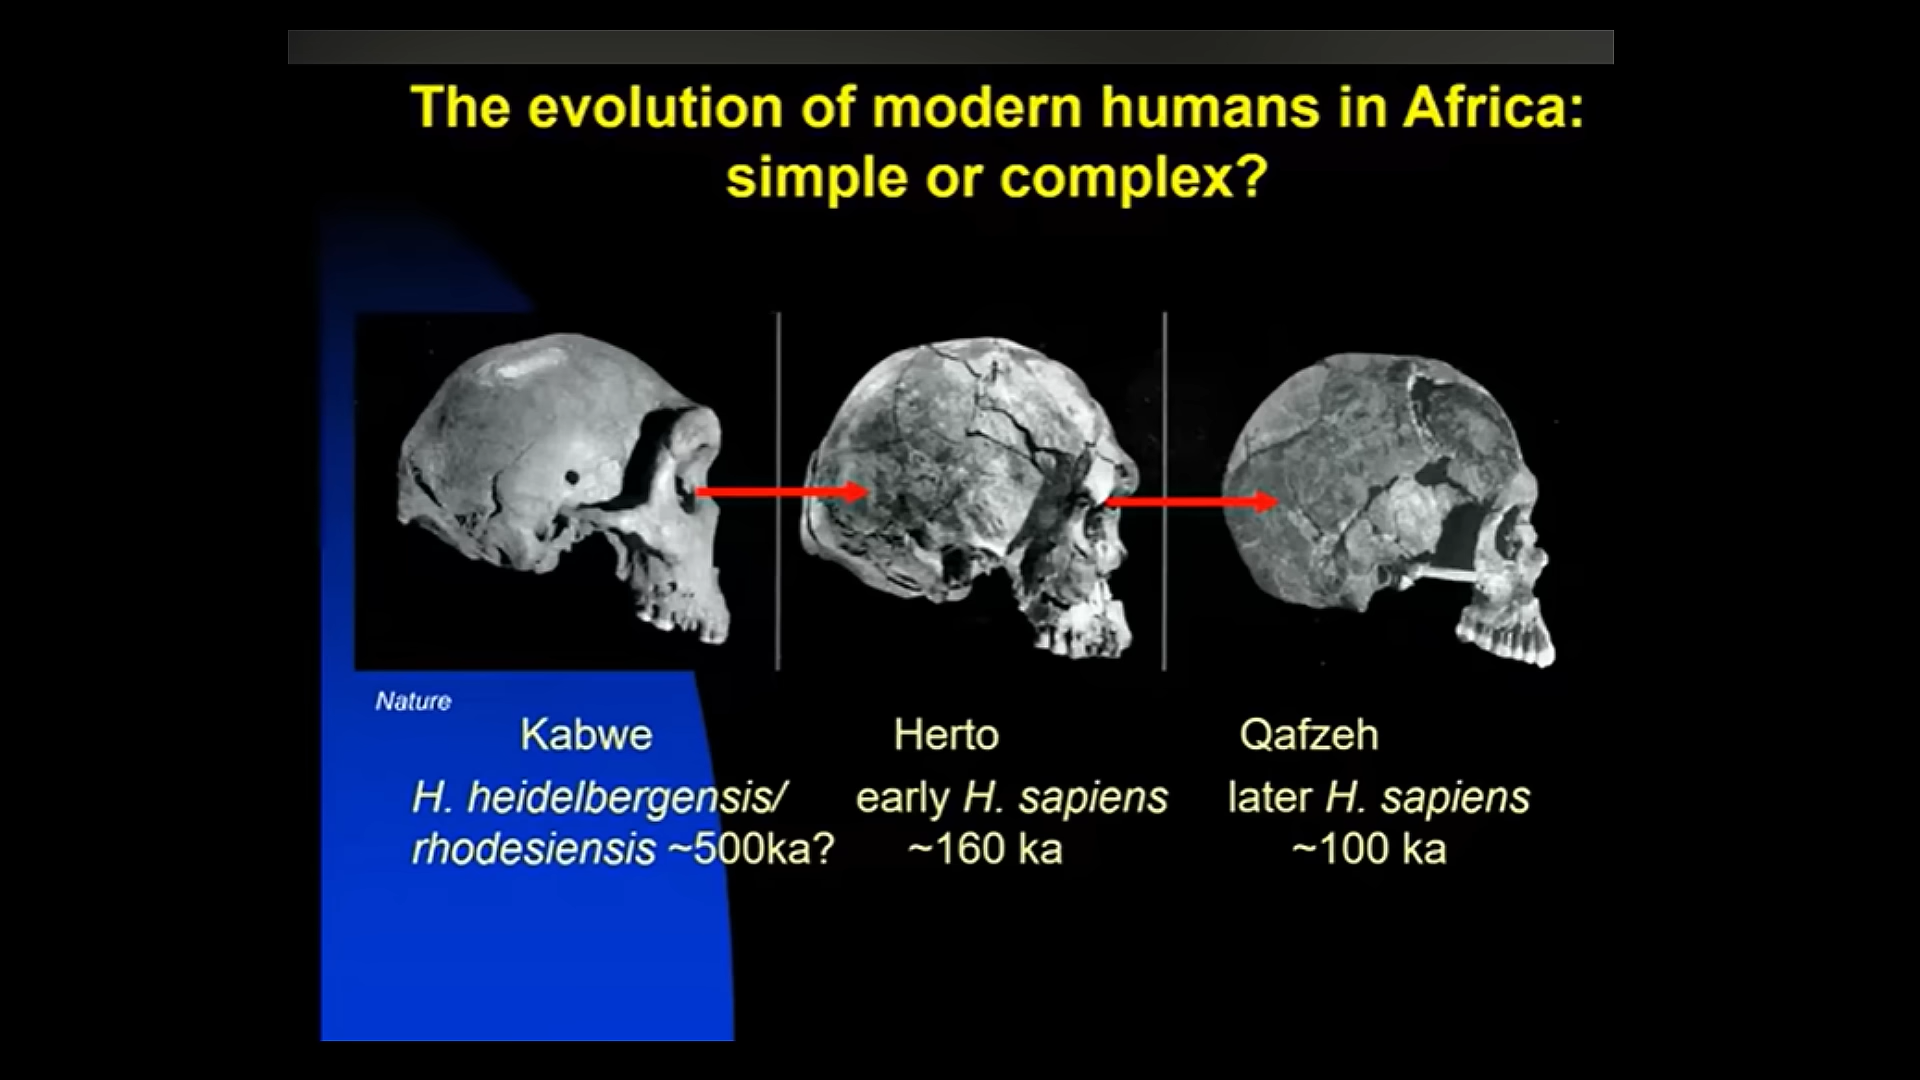 The evolution of modern humans in Africa:
simple or complex?
Nature
Kabwe
Herto
Qafzeh
H. heidelbergensis/
rhodesiensis ~500ka?
early H. sapiens
~160 ka
later H. sapiens
~100 ka